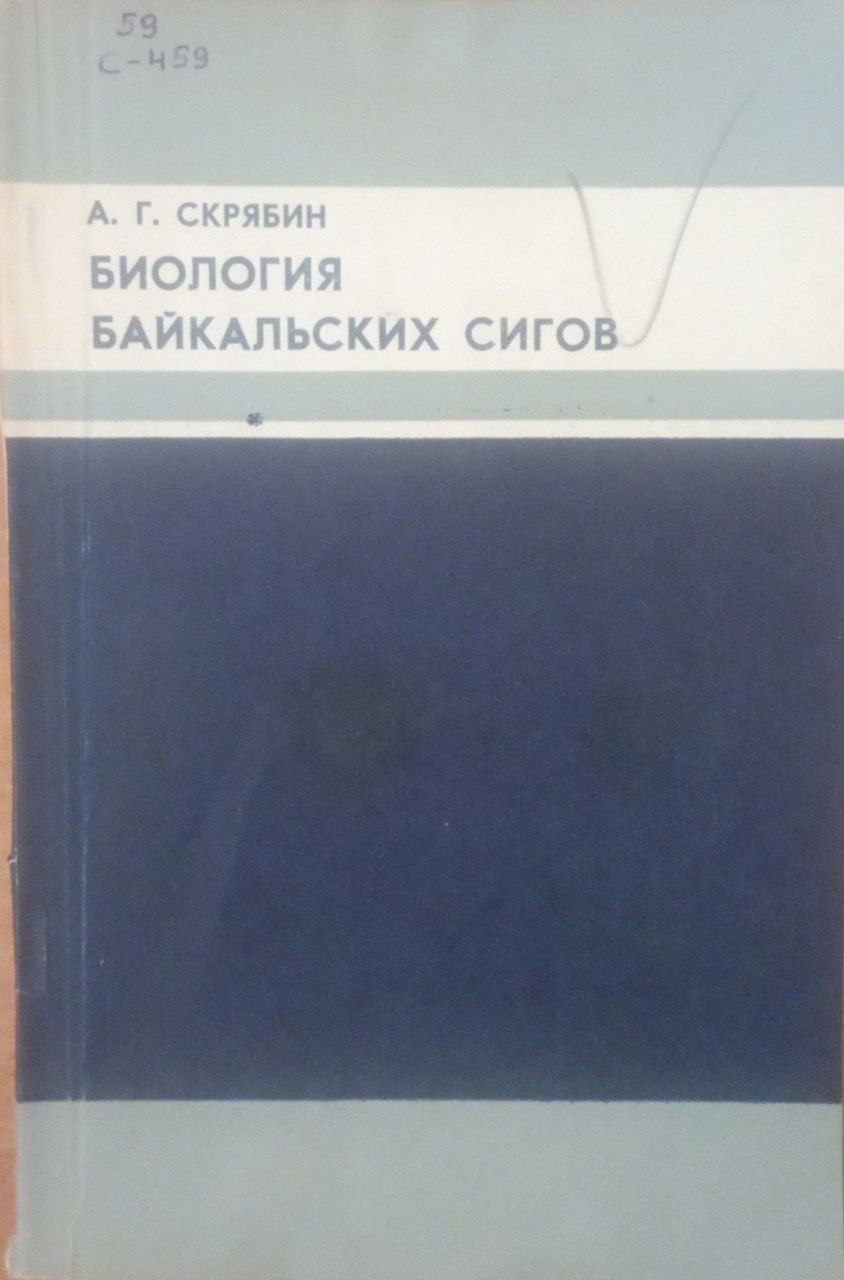 59
С-459
А. Г. СКРЯБИН
БИОЛОГИЯ
БАЙКАЛЬСКИХ СИГОВ